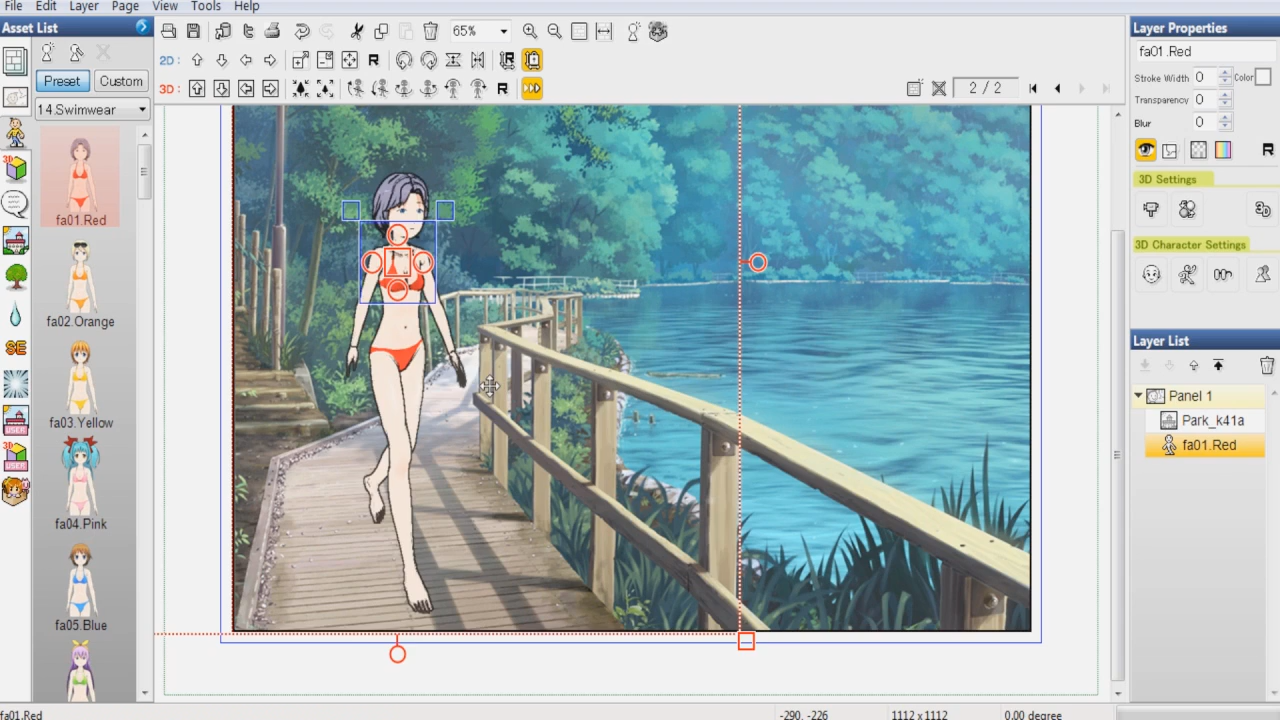 File Edit Layer Page View Tools Help
Asset List
Layer Properties
65%
fa01.Red
2D:
Preset Custom
Stroke Width 0 Color
3D: R 2 / 2
Transparency 0
14.Swimwear
Blur 0
R
3D Settings
fa01.Red
3D Character Settings
fa02.Orange
Layer List
SE
Panel 1
Park_k41a
fa03.Yellow
fa01.Red
USER
USER
fa04.Pink
fa05.Blue
fa01.Red -290, -226 1112 x 1112 0.00 degree